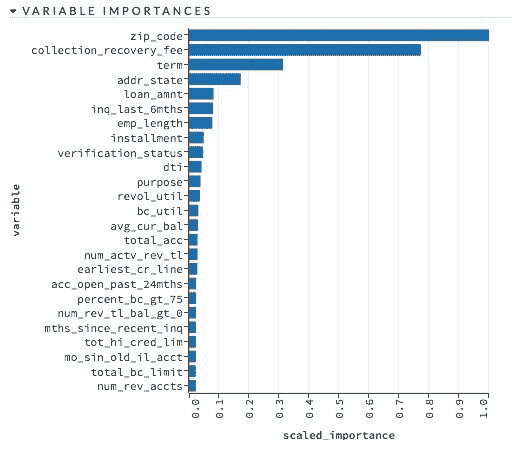 ▼ VARIABLE IMPORTANCES
zip_code
collection_recovery_fee
term
addr_state
loan_amnt
inq_last_6mths
emp_length
installment
verification_status
dti
purpose
revol_util
bc_util
avg_cur_bal
total_acc
num_actv_rev_tl
earliest_cr_line
acc_open_past_24mths
percent_bc_gt_75
num_rev_tl_bal_gt_0
mths_since_recent_inq
tot_hi_cred_lim
mo_sin_old_il_acct
total_bc_limit
num_rev_accts
variable
0.0 0.1 0.2 0.3 0.4 0.5 0.6 0.7 0.8 0.9 1.0
scaled_importance